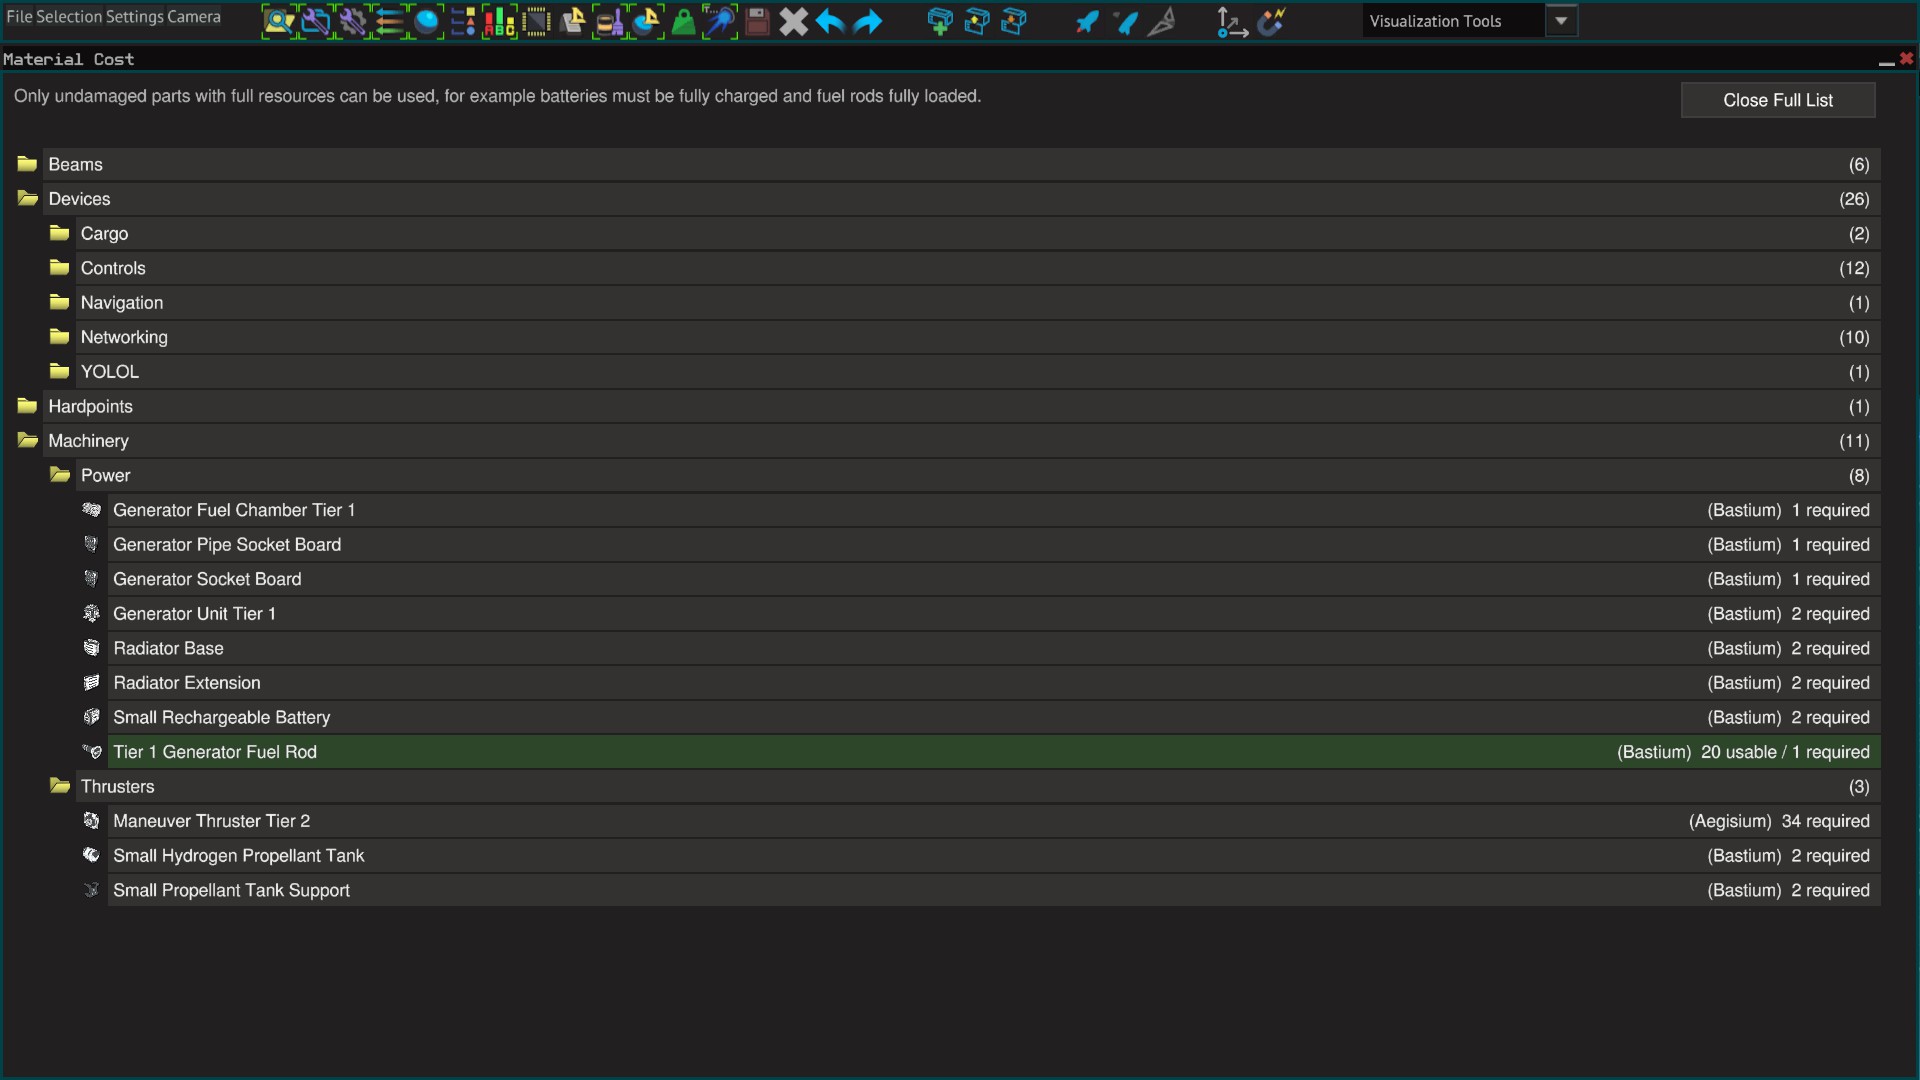 File Selection Settings Camera
ABC
Visualization Tools
Material Cost
Only undamaged parts with full resources can be used, for example batteries must be fully charged and fuel rods fully loaded.
Close Full List
Beams (6)
Devices (26)
Cargo (2)
Controls (12)
Navigation (1)
Networking (10)
YOLOL (1)
Hardpoints (1)
Machinery (11)
Power (8)
Generator Fuel Chamber Tier 1 (Bastium) 1 required
Generator Pipe Socket Board (Bastium) 1 required
Generator Socket Board (Bastium) 1 required
Generator Unit Tier 1 (Bastium) 2 required
Radiator Base (Bastium) 2 required
Radiator Extension (Bastium) 2 required
Small Rechargeable Battery (Bastium) 2 required
Tier 1 Generator Fuel Rod (Bastium) 20 usable / 1 required
Thrusters (3)
Maneuver Thruster Tier 2 (Aegisium) 34 required
Small Hydrogen Propellant Tank (Bastium) 2 required
Small Propellant Tank Support (Bastium) 2 required